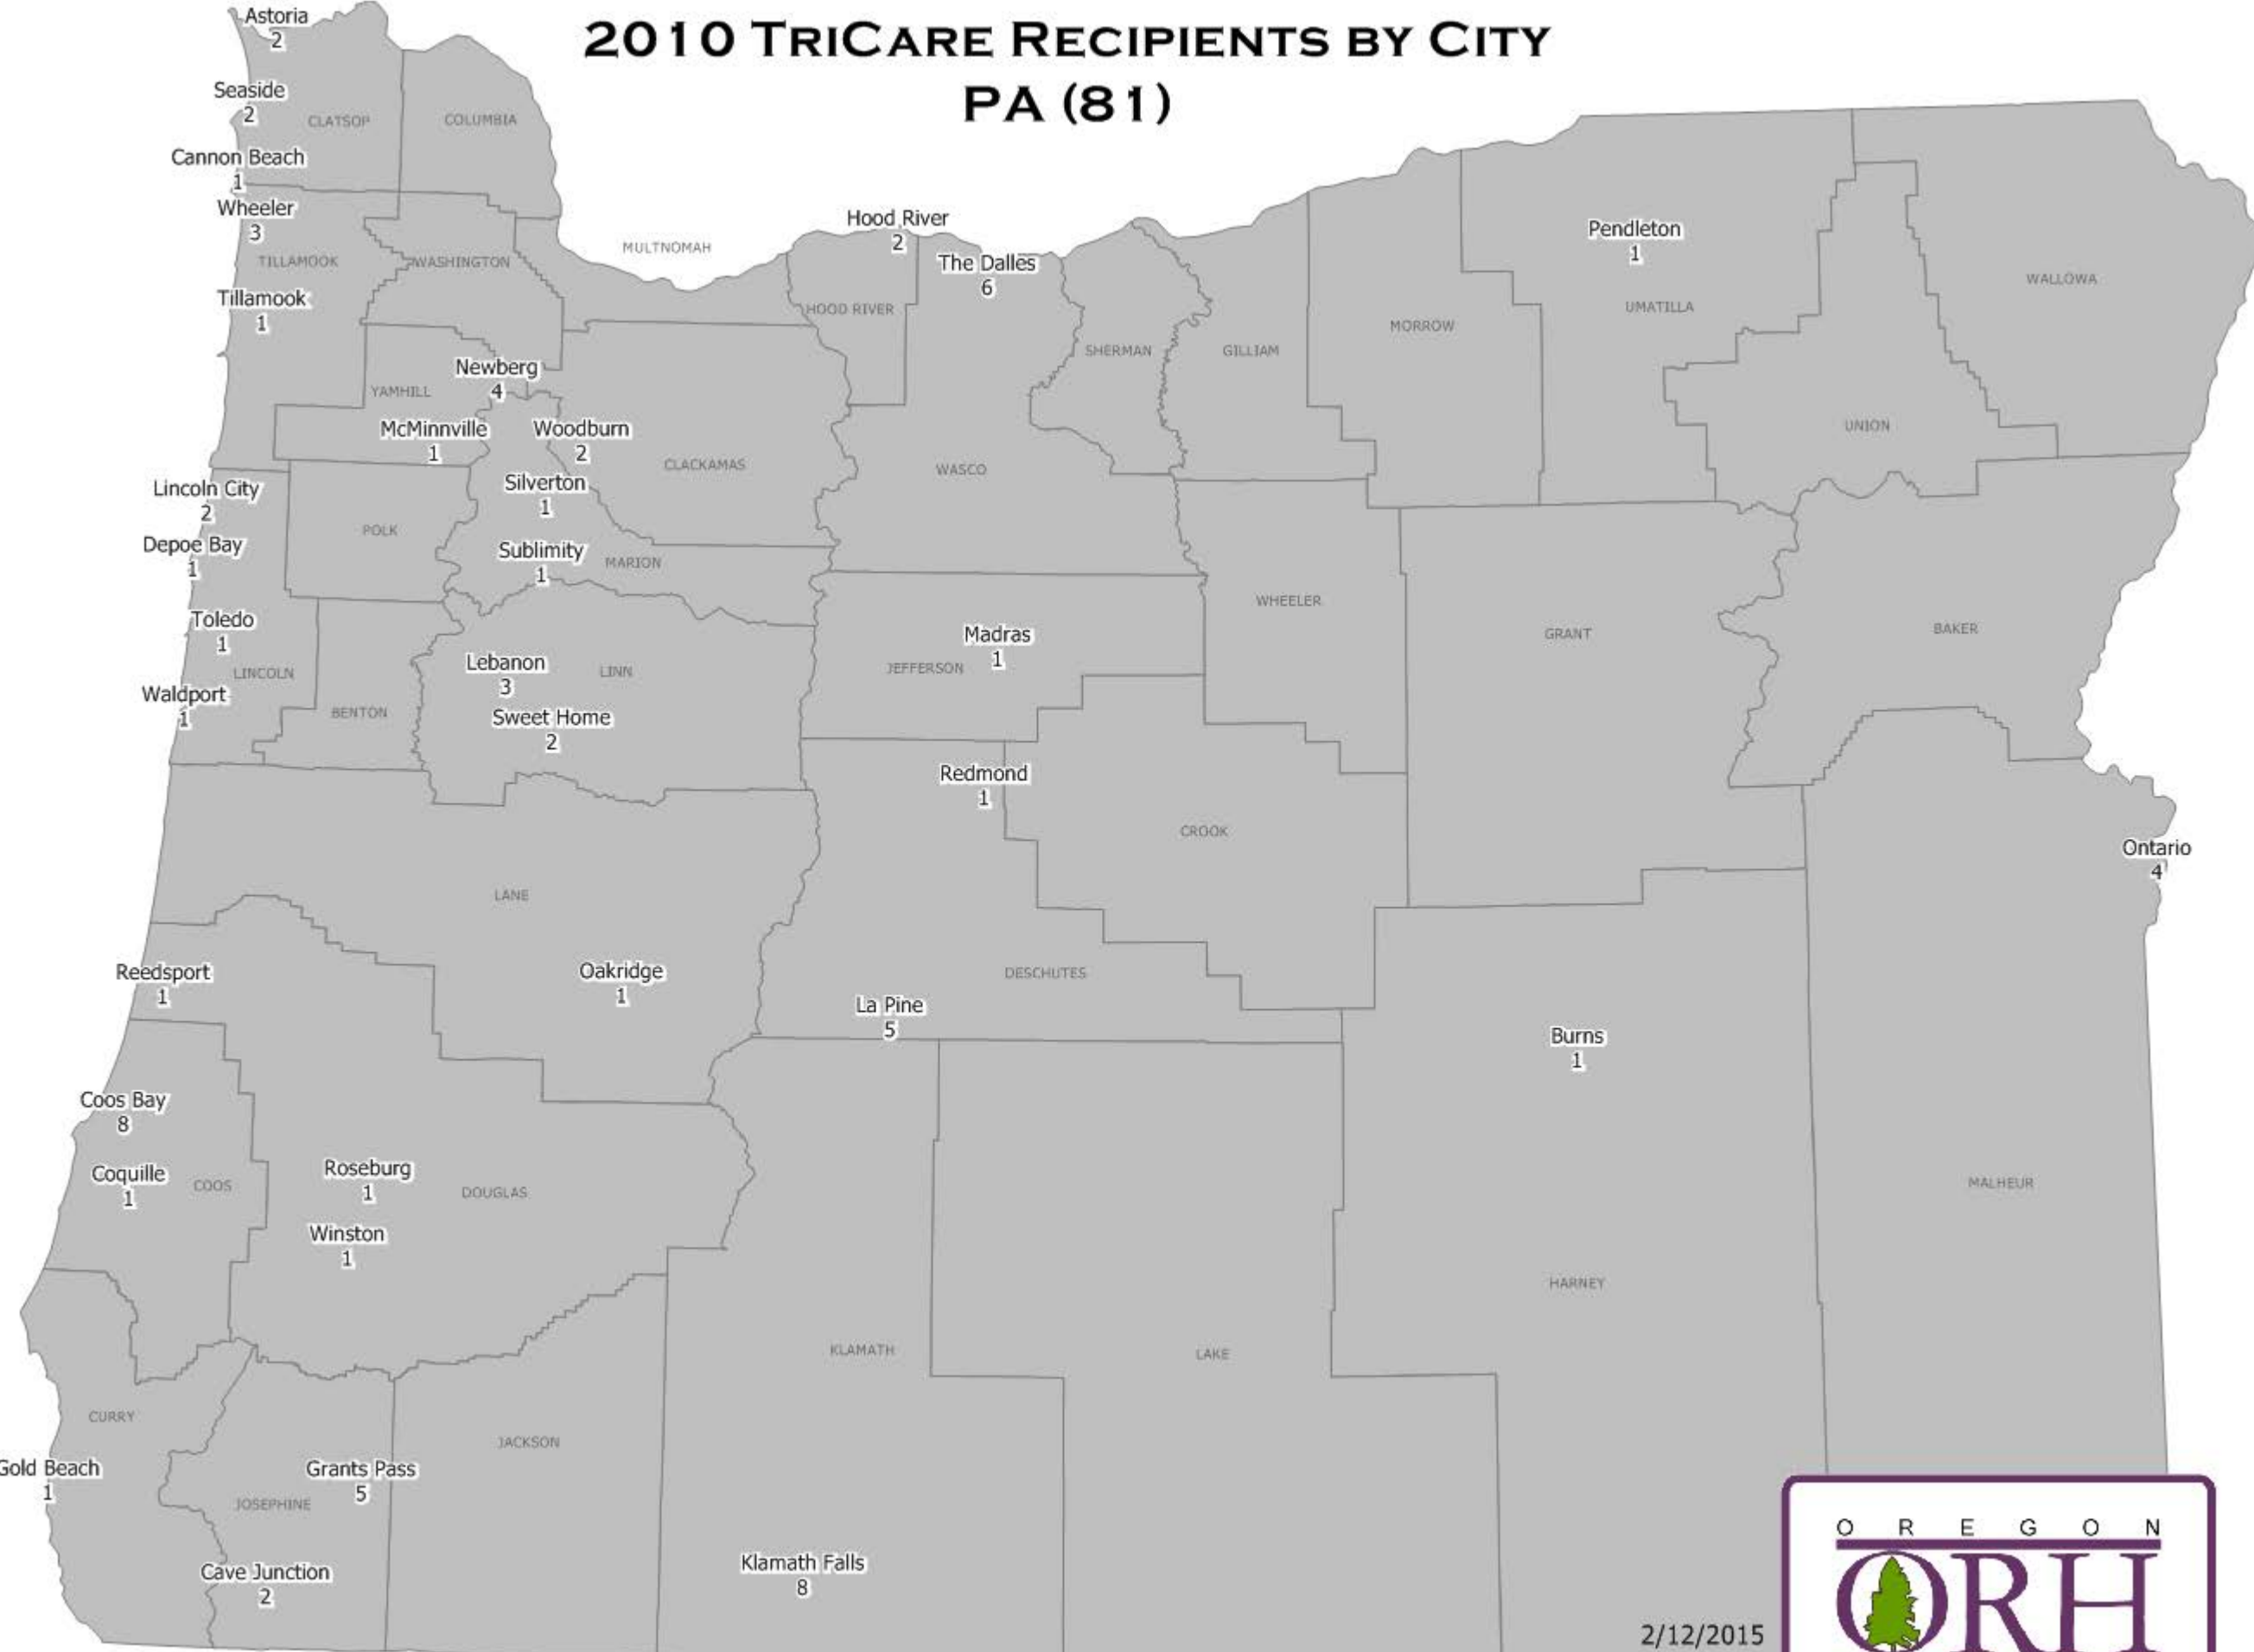 2010 TRICARE RECIPIENTS BY CITY
PA (81)
Astoria
2
Seaside
2
CLATSOP
COLUMBIA
Cannon Beach
1
Wheeler
3
TILLAMOOK
WASHINGTON
MULTNOMAH
Hood River
2
HOOD RIVER
The Dalles
6
Pendleton
1
UMATILLA
WALLOWA
MORROW
SHERMAN
GILLIAM
Tillamook
1
Newberg
4
YAMHILL
McMinnville
1
Woodburn
2
CLACKAMAS
WASCO
UNION
Silverton
1
Lincoln City
2
POLK
Depoe Bay
1
Sublimity
1
MARION
Toledo
1
LINCOLN
Waldport
1
BENTON
Lebanon
3
LINN
Sweet Home
2
Madras
1
JEFFERSON
WHEELER
GRANT
BAKER
Redmond
1
CROOK
Ontario
4
LANE
Reedsport
1
Oakridge
1
DESCHUTES
La Pine
5
Burns
1
Coos Bay
8
Coquille
1
COOS
Roseburg
1
DOUGLAS
Winston
1
MALHEUR
HARNEY
KLAMATH
LAKE
CURRY
Gold Beach
1
JACKSON
Grants Pass
5
JOSEPHINE
Cave Junction
2
Klamath Falls
8
OREGON
ORH
2/12/2015